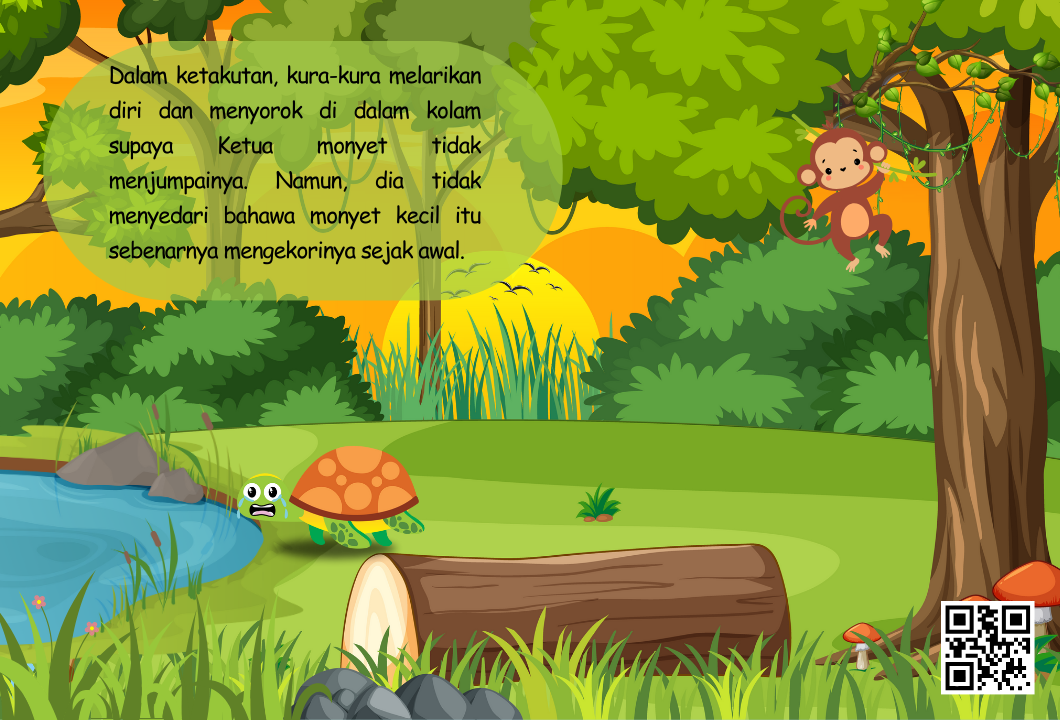 Dalam ketakutan, kura-kura melarikan
diri dan menyorok di dalam kolam
supaya Ketua monyet tidak
menjumpainya. Namun, dia tidak
menyedari bahawa monyet kecil itu
sebenarnya mengekorinya sejak awal.